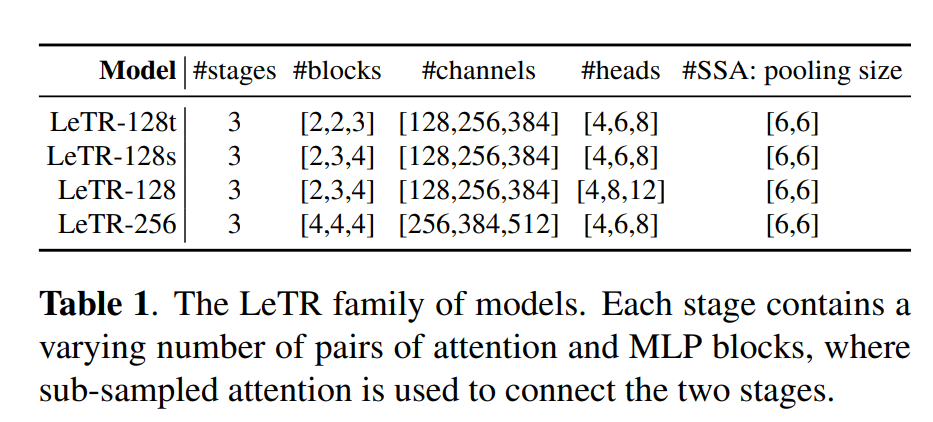 Model #stages #blocks #channels #heads #SSA: pooling size
LeTR-128t 3 [2,2,3] [128,256,384] [4,6,8] [6,6]
LeTR-128s 3 [2,3,4] [128,256,384] [4,6,8] [6,6]
LeTR-128 3 [2,3,4] [128,256,384] [4,8,12] [6,6]
LeTR-256 3 [4,4,4] [256,384,512] [4,6,8] [6,6]
Table 1. The LeTR family of models. Each stage contains a
varying number of pairs of attention and MLP blocks, where
sub-sampled attention is used to connect the two stages.